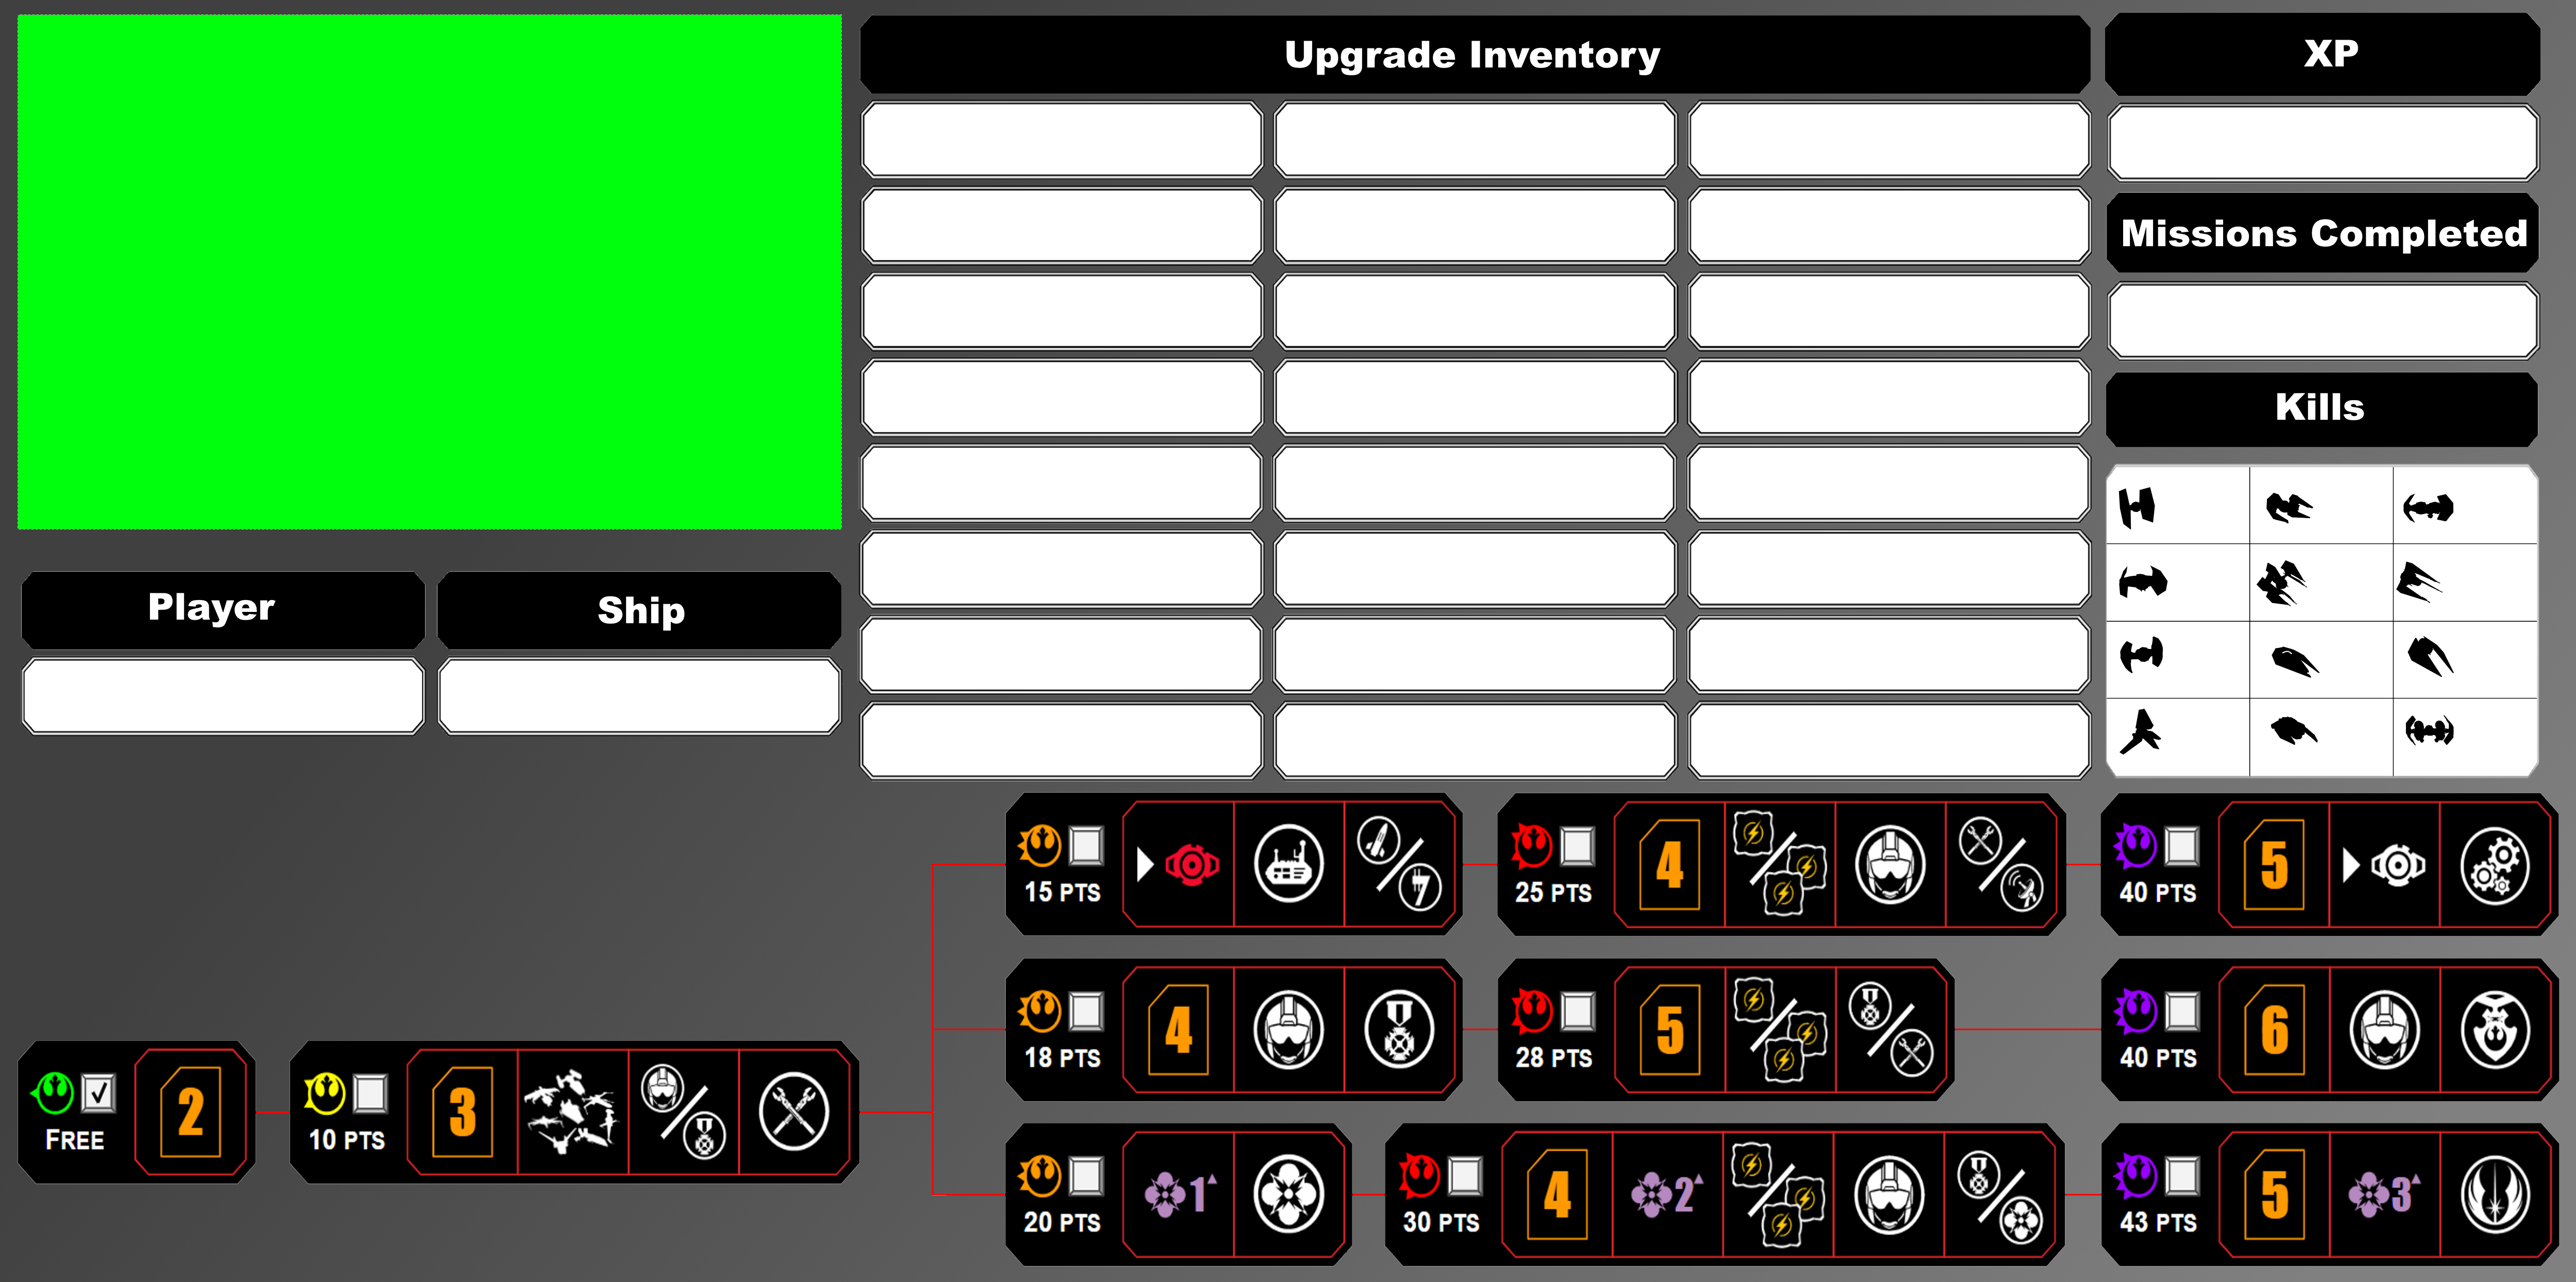 Upgrade Inventory
XP
Missions Completed
Kills
Player
Ship
15 PTS
25 PTS
4
40 PTS
5
18 PTS
4
28 PTS
5
40 PTS
6
FREE
2
10 PTS
3
20 PTS
1
30 PTS
4
2
43 PTS
5
3